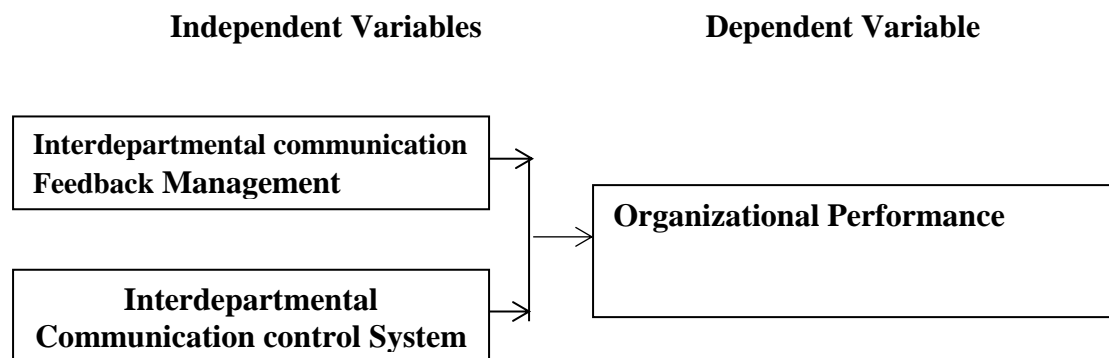 Independent Variables
Dependent Variable
Interdepartmental communication
Feedback Management
Organizational Performance
Interdepartmental
Communication control System